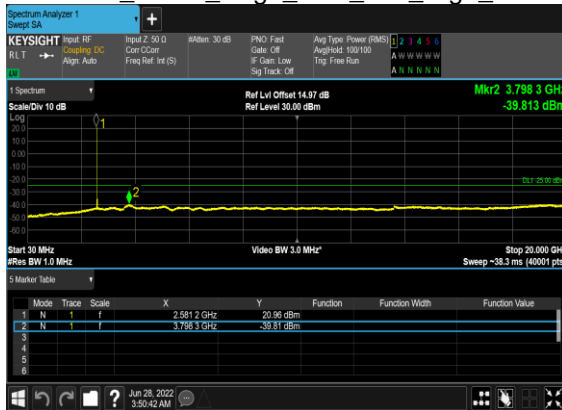 Spectrum Analyzer 1
Swept SA
+
KEYSIGHT Input: RF Input Z: 50 Ω #Atten: 30 dB PNO: Fast Avg Type: Power (RMS) 1 2 3 4 5 6
RLT Coupling: DC Corr CCorr Gate: Off Avg|Hold: 100/100 A W W W W W
Align: Auto Freq Ref: Int (S) IF Gain: Low Trig: Free Run
Sig Track: Off A N N N N N
1 Spectrum Ref Lvl Offset 14.97 dB Mkr2 3.798 3 GHz
Scale/Div 10 dB Ref Level 30.00 dBm -39.813 dBm
Log
20.0
10.0
0.00
-10.0
-20.0
-30.0
-40.0
-50.0
-60.0
1
2
DL1 -25.00 dBm
Start 30 MHz Video BW 3.0 MHz* Stop 20.000 GH
#Res BW 1.0 MHz Sweep ~38.3 ms (40001 pts
5 Marker Table
Mode Trace Scale X Y Function Function Width Function Value
1 N 1 f 2.581 2 GHz 20.96 dBm
2 N 1 f 3.798 3 GHz -39.81 dBm
3
4
5
6
? Jun 28, 2022
3:50:42 AM